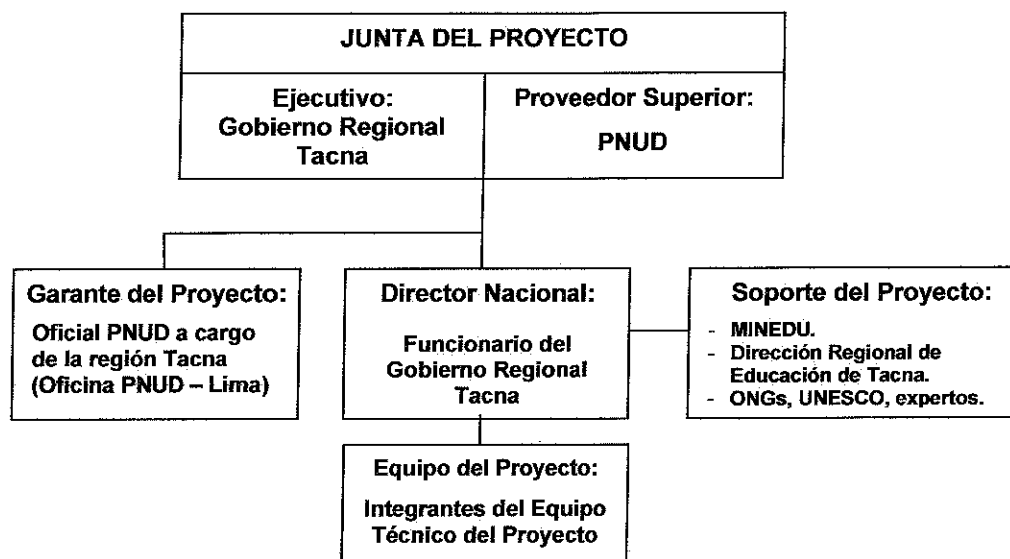 JUNTA DEL PROYECTO
Ejecutivo:
Gobierno Regional
Tacna
Proveedor Superior:
PNUD
Garante del Proyecto:
Oficial PNUD a cargo
de la región Tacna
(Oficina PNUD – Lima)
Director Nacional:
Funcionario del
Gobierno Regional
Tacna
Soporte del Proyecto:
- MINEDU.
- Dirección Regional de
Educación de Tacna.
- ONGs, UNESCO, expertos.
Equipo del Proyecto:
Integrantes del Equipo
Técnico del Proyecto